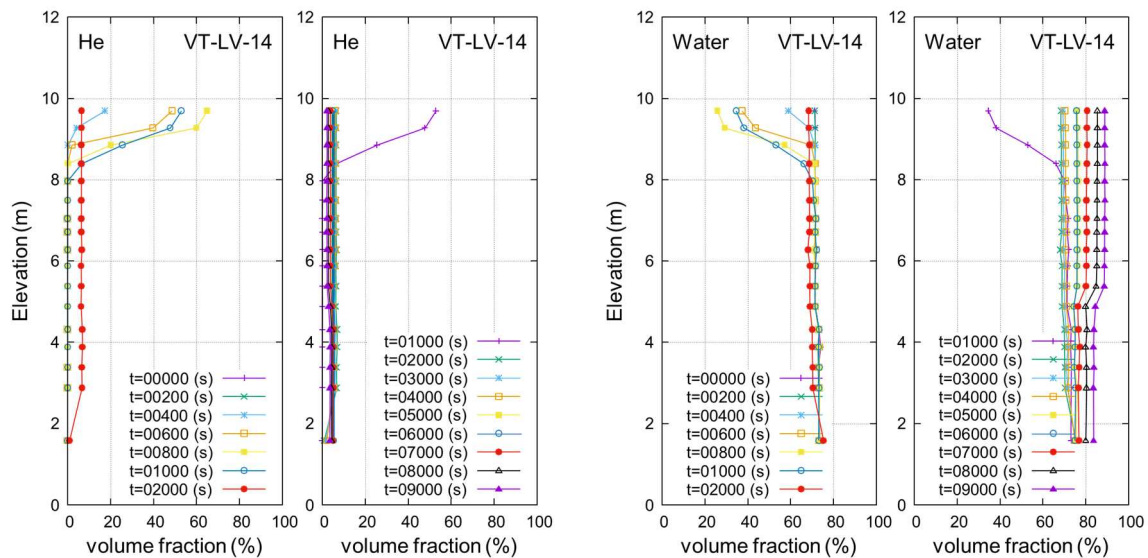 He VT-LV-14
Elevation (m)
12
10
8
6
4
2
0
t=00000 (s)
t=00200 (s)
t=00400 (s)
t=00600 (s)
t=00800 (s)
t=01000 (s)
t=02000 (s)
0 20 40 60 80 100
volume fraction (%)
He VT-LV-14
12
10
8
6
4
2
0
t=01000 (s)
t=02000 (s)
t=03000 (s)
t=04000 (s)
t=05000 (s)
t=06000 (s)
t=07000 (s)
t=08000 (s)
t=09000 (s)
0 20 40 60 80 100
volume fraction (%)
Water VT-LV-14
Elevation (m)
12
10
8
6
4
2
0
t=00000 (s)
t=00200 (s)
t=00400 (s)
t=00600 (s)
t=00800 (s)
t=01000 (s)
t=02000 (s)
0 20 40 60 80 100
volume fraction (%)
Water VT-LV-14
12
10
8
6
4
2
0
t=01000 (s)
t=02000 (s)
t=03000 (s)
t=04000 (s)
t=05000 (s)
t=06000 (s)
t=07000 (s)
t=08000 (s)
t=09000 (s)
0 20 40 60 80 100
volume fraction (%)